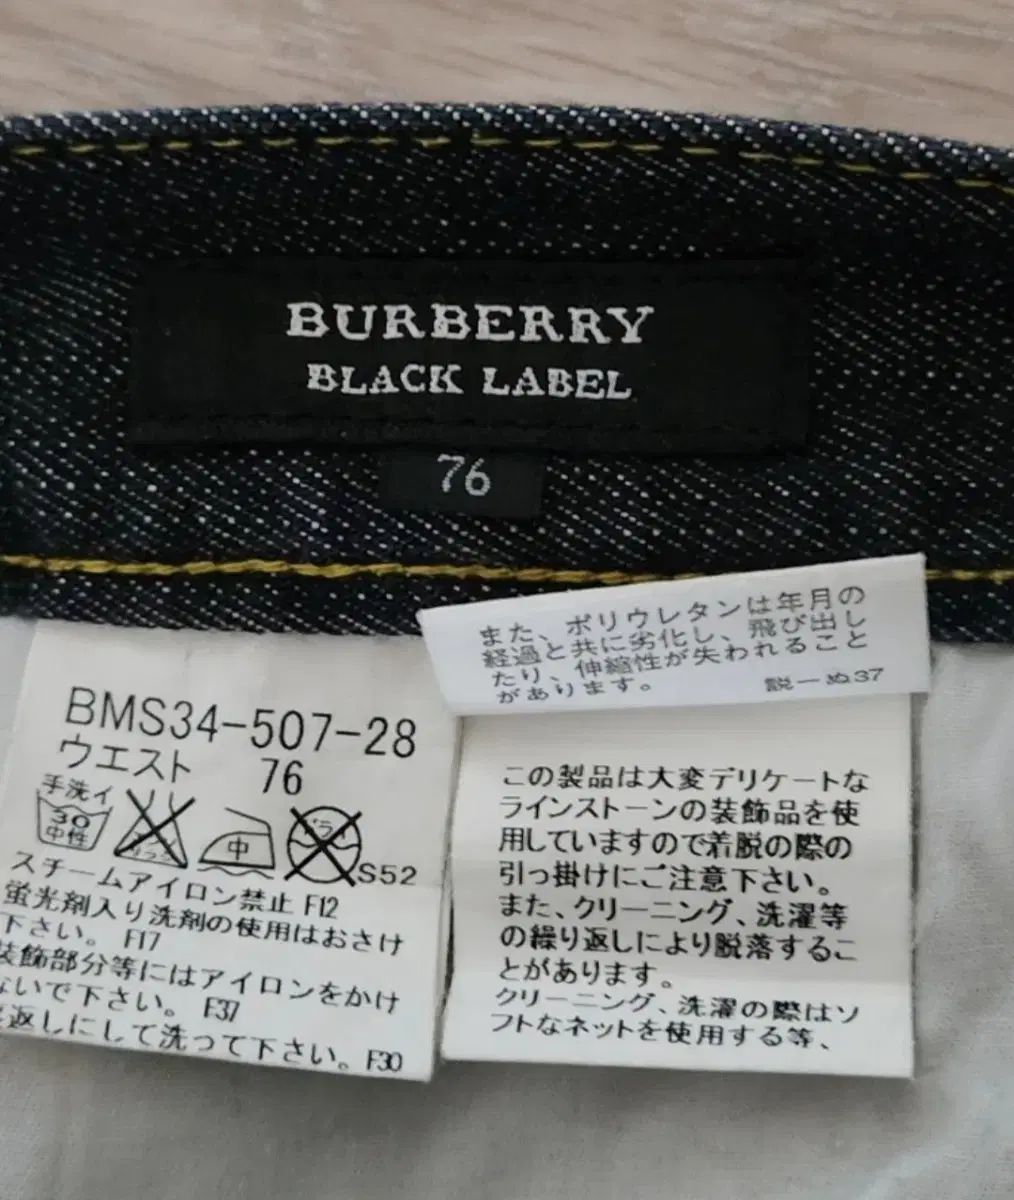 BURBERRY
BLACK LABEL
76
また、ポリウレタンは年月の
経過と共に劣化し、飛び出し
たり、伸縮性が失われること
があります。 説ーぬ37
BMS34-507-28
ウエスト 76
手洗イ
30
中性
中
S52
スチームアイロン禁止 F12
蛍光剤入り洗剤の使用はおさけ
下さい。 F17
装飾部分等にはアイロンをかけ
ないで下さい。 F37
返しにして洗って下さい。F30
この製品は大変デリケートな
ラインストーンの装飾品を使
用していますので着脱の際の
引っ掛けにご注意下さい。
また、クリーニング、洗濯等
の繰り返しにより脱落するこ
とがあります。
クリーニング、洗濯の際はソ
フトなネットを使用する等、